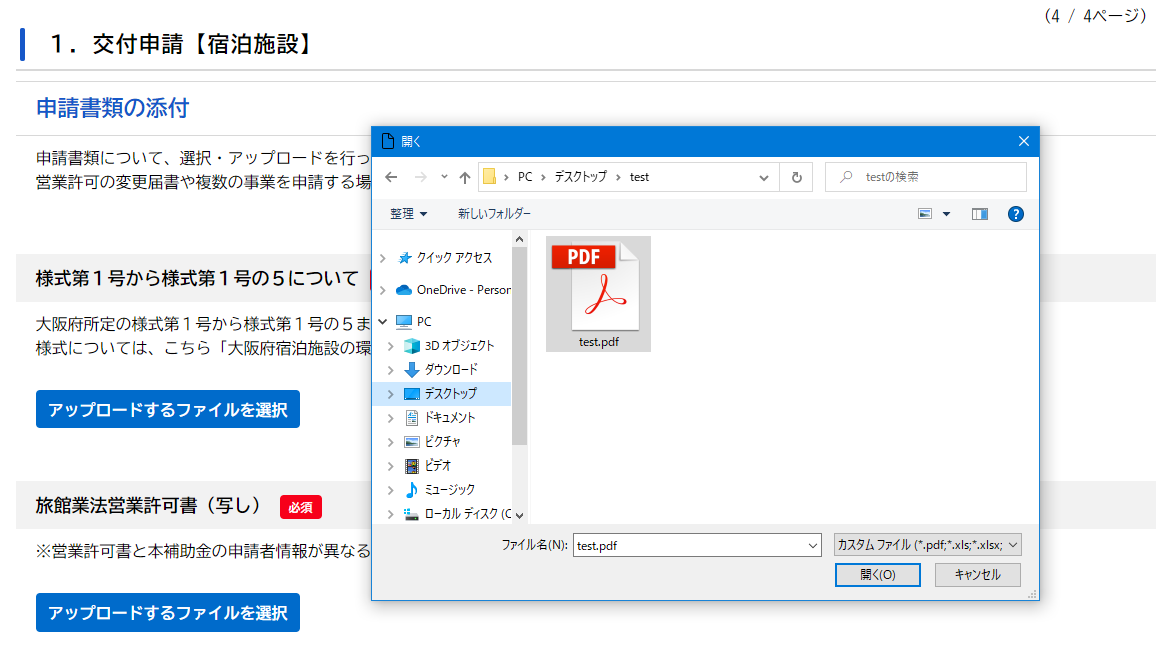 （4 / 4ページ）
１．交付申請【宿泊施設】
申請書類の添付
申請書類について、選択・アップロードを行っ
営業許可の変更届書や複数の事業を申請する場
様式第１号から様式第１号の５について
大阪府所定の様式第１号から様式第１号の５ま
様式については、こちら「大阪府宿泊施設の環
アップロードするファイルを選択
旅館業法営業許可書（写し） 必須
※営業許可書と本補助金の申請者情報が異なる
アップロードするファイルを選択
開く
PC › デスクトップ › test
testの検索
整理 新しいフォルダー
クイック アクセス
OneDrive - Person
PC
3D オブジェクト
ダウンロード
デスクトップ
ドキュメント
ピクチャ
ビデオ
ミュージック
ローカル ディスク (C
PDF
test.pdf
ファイル名(N): test.pdf
カスタム ファイル (*.pdf;*.xls;*.xlsx;
開く(O) キャンセル